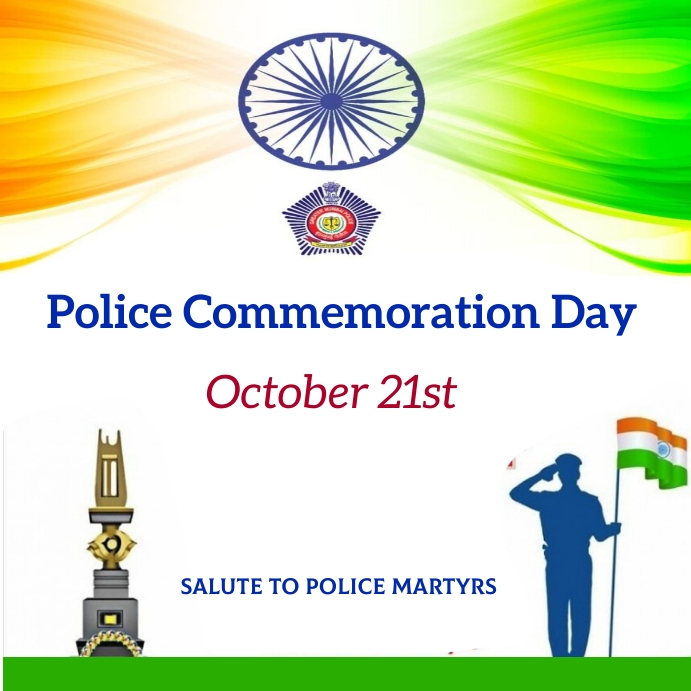 Police Commemoration Day
October 21st
SALUTE TO POLICE MARTYRS